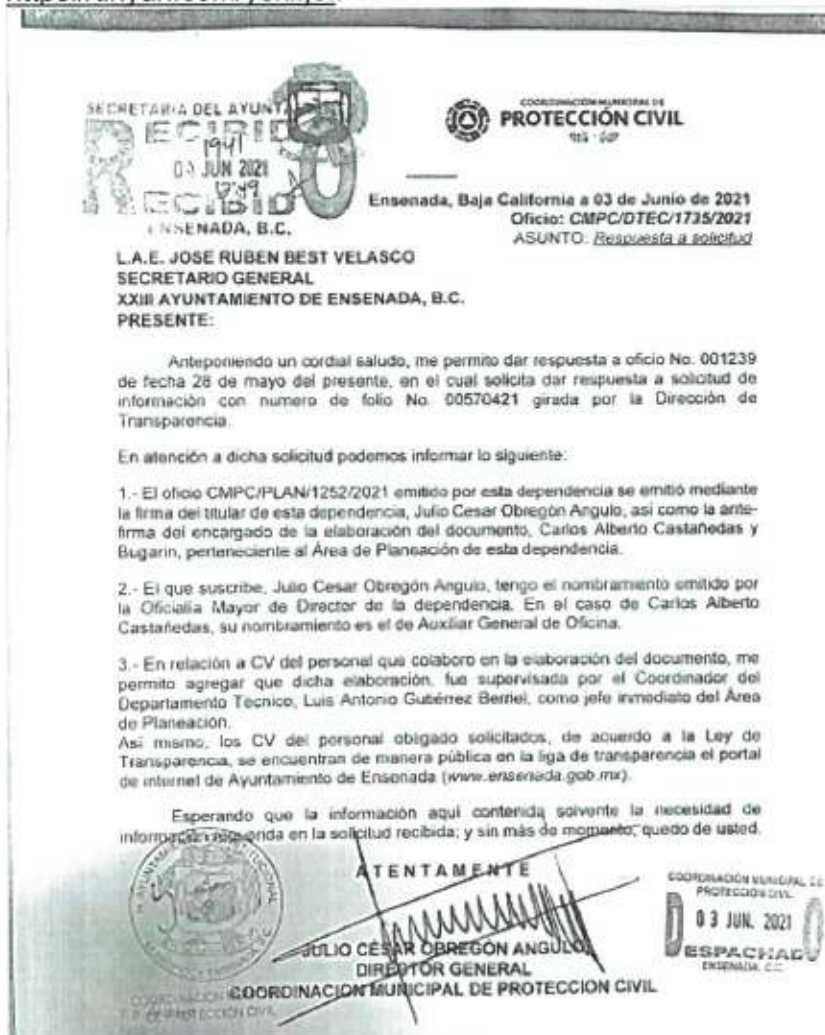 SECRETARIA DEL AYUNT
RECIBIDO
1941
03 JUN 2021
RECIBIDO
ENSENADA, B.C.
COORDINACIÓN MUNICIPAL DE
PROTECCIÓN CIVIL
Ensenada, Baja California a 03 de Junio de 2021
Oficio: CMPC/DTEC/1735/2021
ASUNTO: Respuesta a solicitud
L.A.E. JOSE RUBEN BEST VELASCO
SECRETARIO GENERAL
XXIII AYUNTAMIENTO DE ENSENADA, B.C.
PRESENTE:
Anteponiendo un cordial saludo, me permito dar respuesta a oficio No. 001239
de fecha 28 de mayo del presente, en el cual solicita dar respuesta a solicitud de
información con numero de folio No. 00570421 girada por la Dirección de
Transparencia.
En atención a dicha solicitud podemos informar lo siguiente:
1.- El oficio CMPC/PLAN/1252/2021 emitido por esta dependencia se emitió mediante
la firma del titular de esta dependencia, Julio Cesar Obregón Angulo, así como la ante-
firma del encargado de la elaboración del documento, Carlos Alberto Castañedas y
Bugarin, perteneciente al Área de Planeación de esta dependencia.
2.- El que suscribe, Julio Cesar Obregón Angulo, tengo el nombramiento emitido por
la Oficialía Mayor de Director de la dependencia. En el caso de Carlos Alberto
Castañedas, su nombramiento es el de Auxiliar General de Oficina.
3.- En relación a CV del personal que colaboro en la elaboración del documento, me
permito agregar que dicha elaboración, fue supervisada por el Coordinador del
Departamento Técnico, Luis Antonio Gutiérrez Berriel, como jefe inmediato del Área
de Planeación.
Así mismo, los CV del personal obligado solicitados, de acuerdo a la Ley de
Transparencia, se encuentran de manera pública en la liga de transparencia el portal
de internet de Ayuntamiento de Ensenada (www.ensenada.gob.mx).
Esperando que la información aquí contenida solvente la necesidad de
información requerida en la solicitud recibida; y sin más de momento, quedo de usted.
ATENTAMENTE
JULIO CESAR OBREGON ANGULO
DIRECTOR GENERAL
COORDINACION MUNICIPAL DE PROTECCION CIVIL
COORDINACIÓN MUNICIPAL DE
PROTECCION CIVIL
03 JUN. 2021
DESPACHADO
ENSENADA,